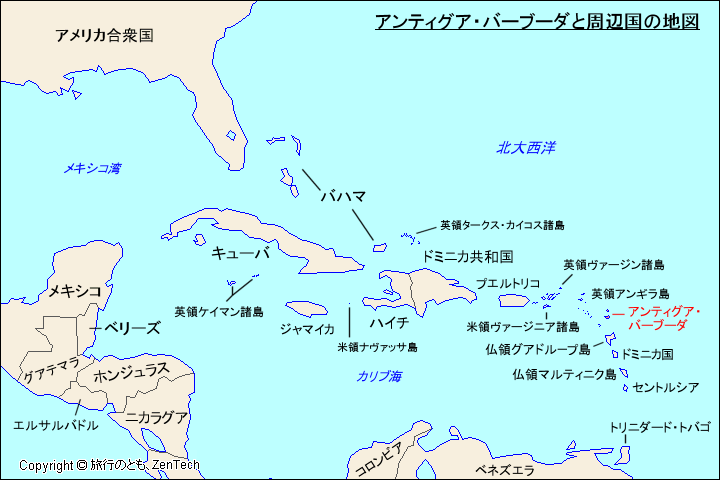 アンティグア・バーブーダと周辺国の地図
アメリカ合衆国
北大西洋
メキシコ湾
バハマ
英領タークス・カイコス諸島
キューバ
ドミニカ共和国
英領ヴァージン諸島
プエルトリコ
メキシコ
英領アンギラ島
英領ケイマン諸島
アンティグア・
バーブーダ
ジャマイカ
ハイチ
米領ヴァージニア諸島
ベリーズ
米領ナヴァッサ島
仏領グアドループ島
ドミニカ国
グアテマラ
ホンジュラス
カリブ海
仏領マルティニク島
セントルシア
ニカラグア
エルサルバドル
トリニダード・トバゴ
コロンビア
ベネズエラ
Copyright © 旅行のとも、ZenTech